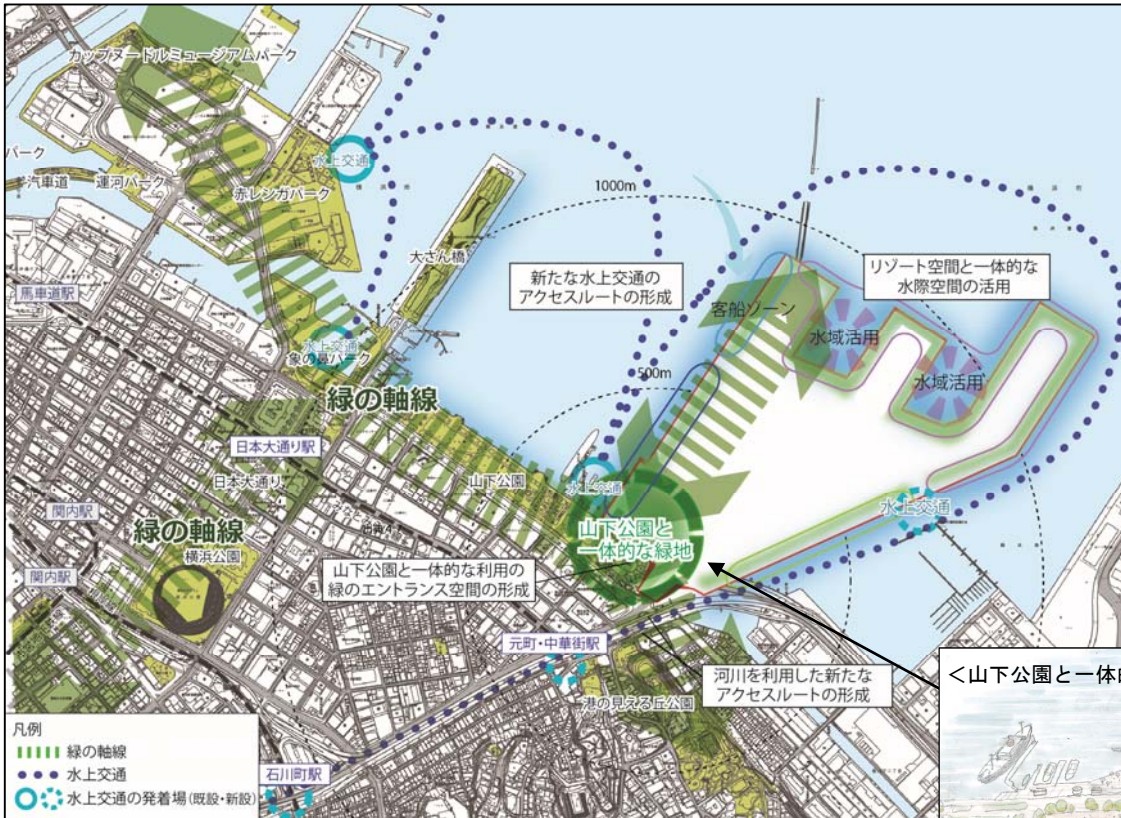 カップヌードルミュージアムパーク
水上交通
パーク
汽車道
運河パーク
赤レンガパーク
大さん橋
1000m
新たな水上交通の
アクセスルートの形成
リゾート空間と一体的な
水際空間の活用
客船ゾーン
水域活用
水域活用
馬車道駅
水上交通
象の鼻パーク
500m
緑の軸線
日本大通り駅
日本大通り
山下公園
水上交通
水上交通
関内駅
緑の軸線
横浜公園
山下公園と
一体的な緑地
関内駅
山下公園と一体的な利用の
緑のエントランス空間の形成
元町・中華街駅
河川を利用した新たな
アクセスルートの形成
港の見える丘公園
<山下公園と一体的
凡例
緑の軸線
水上交通
水上交通の発着場(既設・新設)
石川町駅